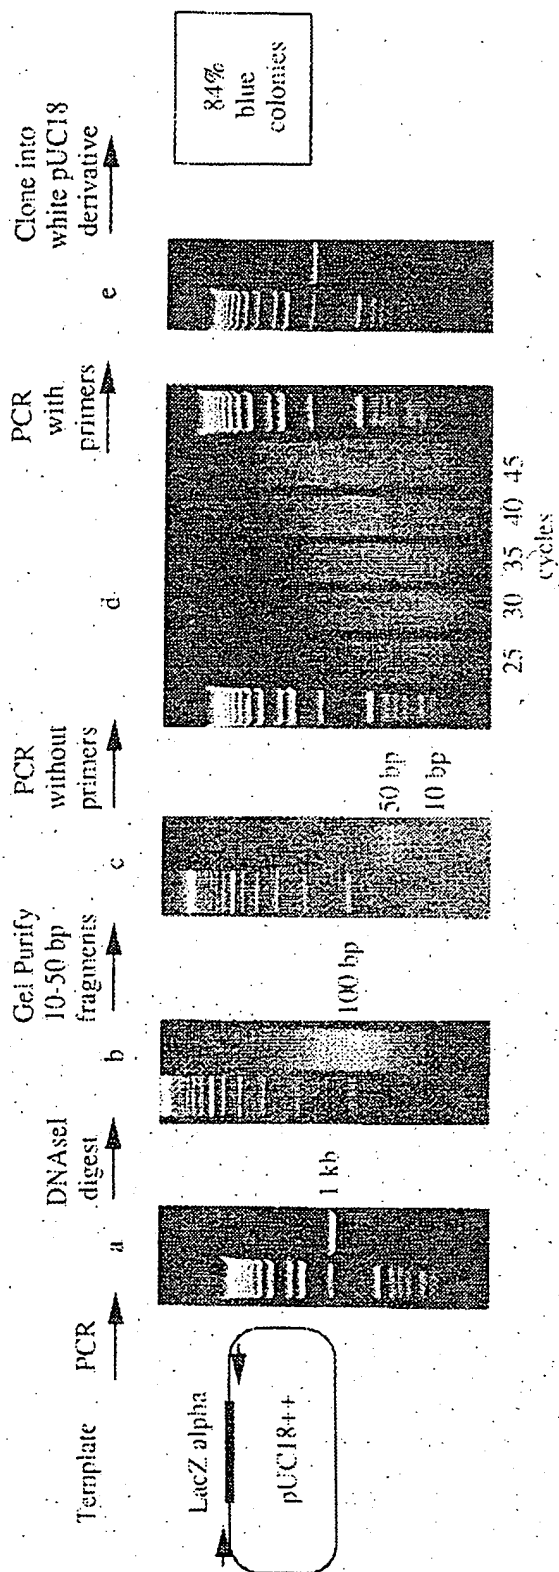 Template
LacZ alpha
pUC18++
PCR
a
1 kb
DNAseI
digest
b
100 bp
Gel Purify
10-50 bp
fragments
c
50 bp
10 bp
PCR
without
primers
d
25 30 35 40 45
cycles
PCR
with
primers
e
Clone into
white pUC18
derivative
84%
blue
colonies